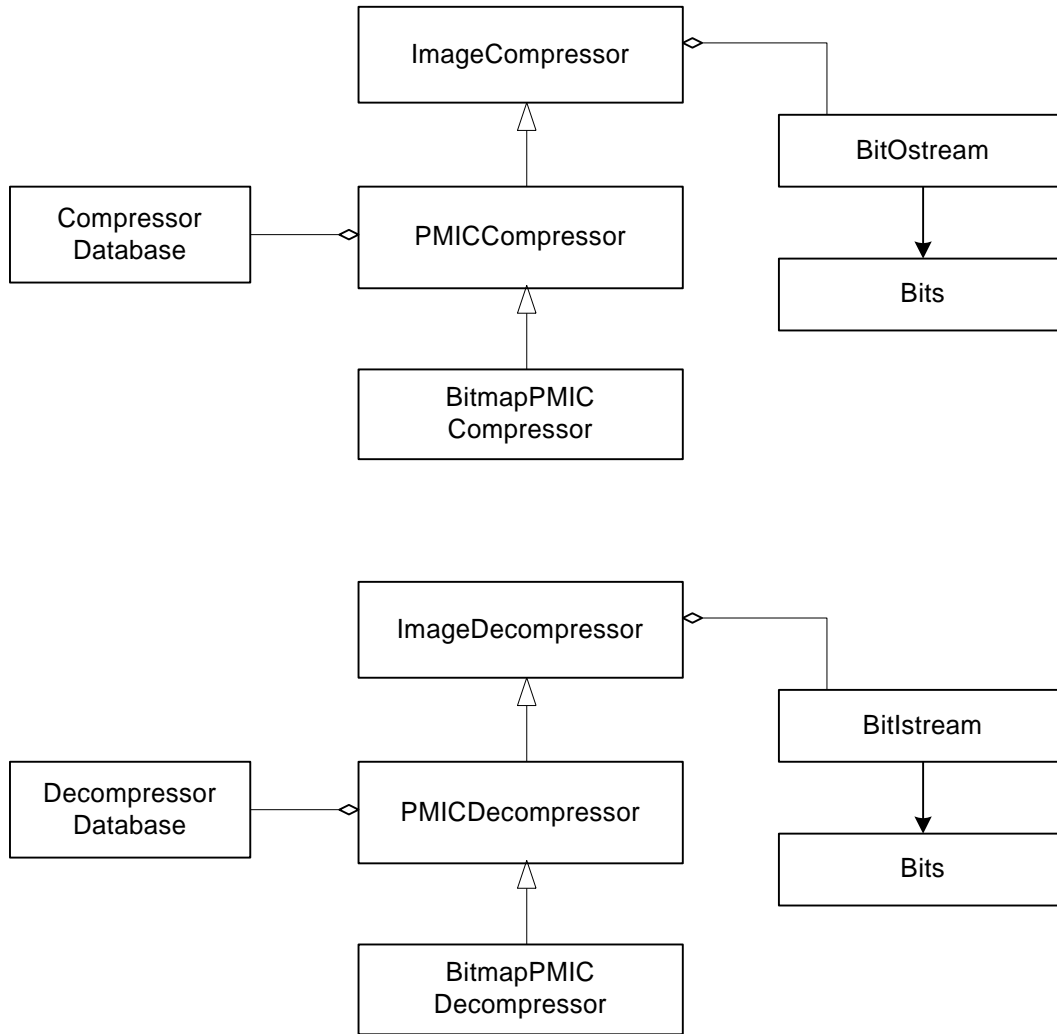 ImageCompressor
BitOstream
Compressor
Database
PMICCompressor
Bits
BitmapPMIC
Compressor
ImageDecompressor
BitIstream
Decompressor
Database
PMICDecompressor
Bits
BitmapPMIC
Decompressor